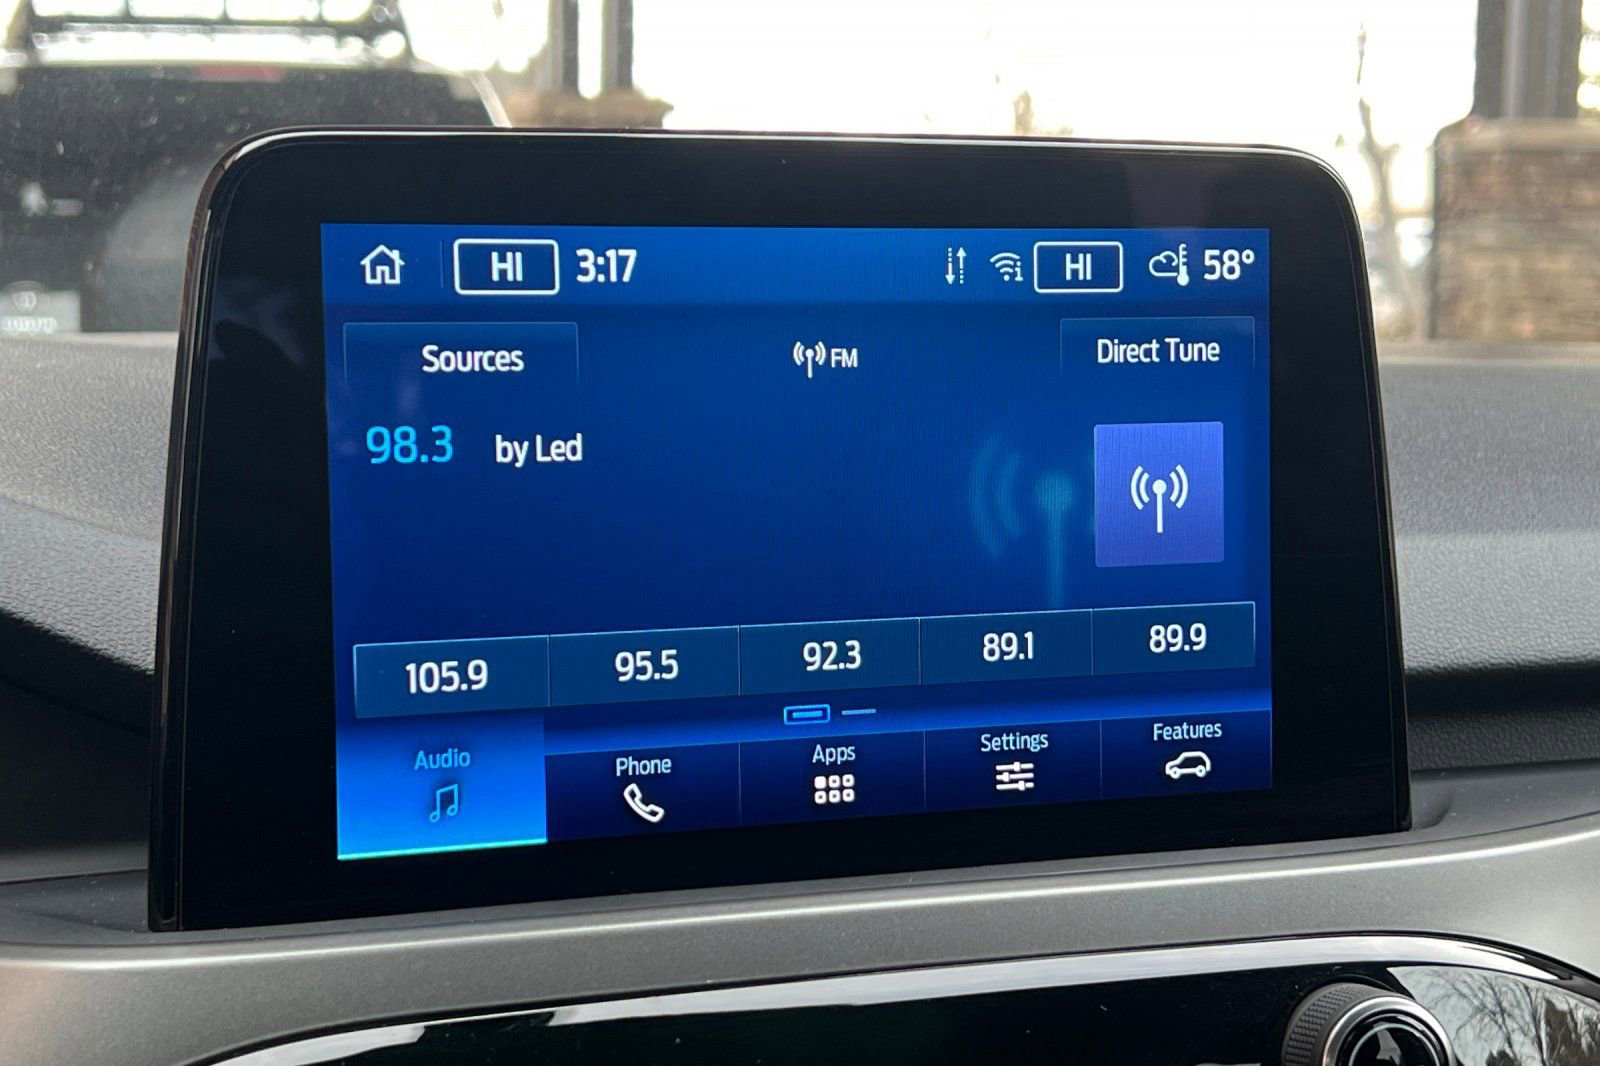 HI 3:17 HI 58°
Sources FM Direct Tune
98.3 by Led
105.9 95.5 92.3 89.1 89.9
Audio Phone Apps Settings Features